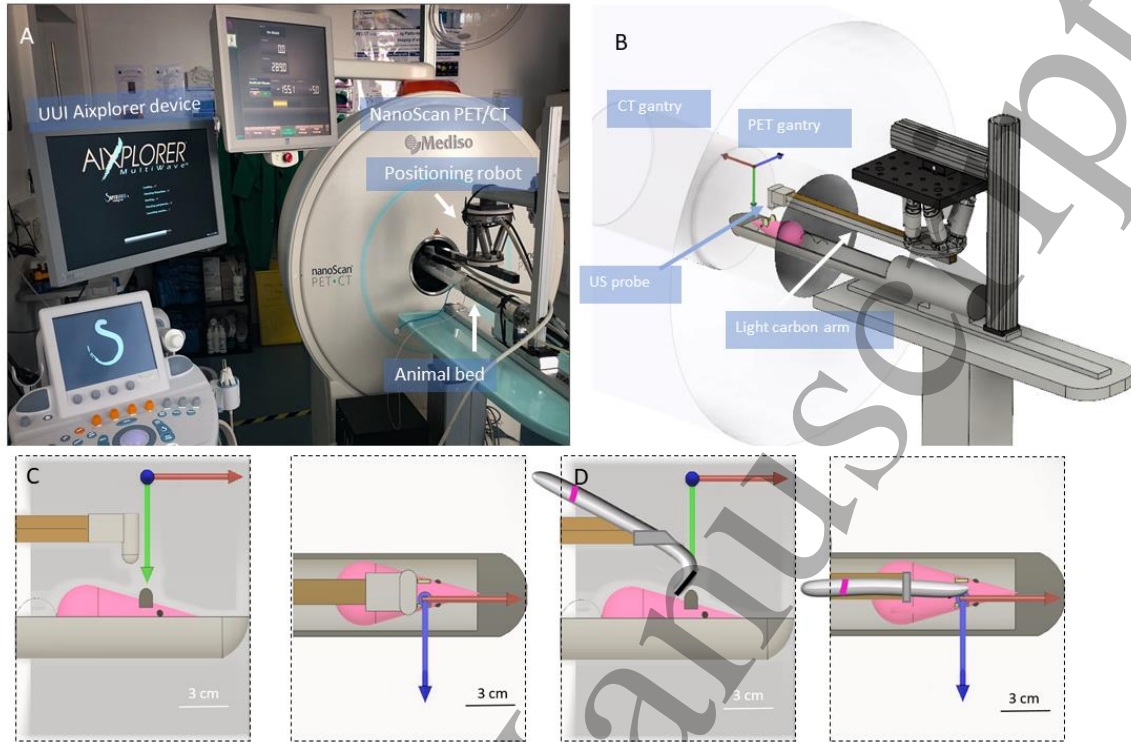 A
UUI Aixplorer device
AIXPLORER
MultiWave
NanoScan PET/CT
Mediso
Positioning robot
nanoScan
PET•CT
Animal bed
B
CT gantry
PET gantry
US probe
Light carbon arm
C
3 cm
3 cm
D
3 cm
3 cm
anuscript